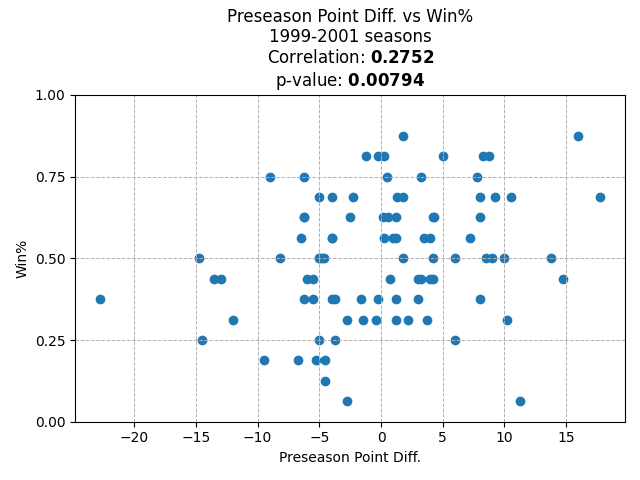 Preseason Point Diff. vs Win%
1999-2001 seasons
Correlation: 0.2752
p-value: 0.00794
1.00
0.75
0.50
0.25
0.00
Win%
−20 −15 −10 −5 0 5 10 15
Preseason Point Diff.